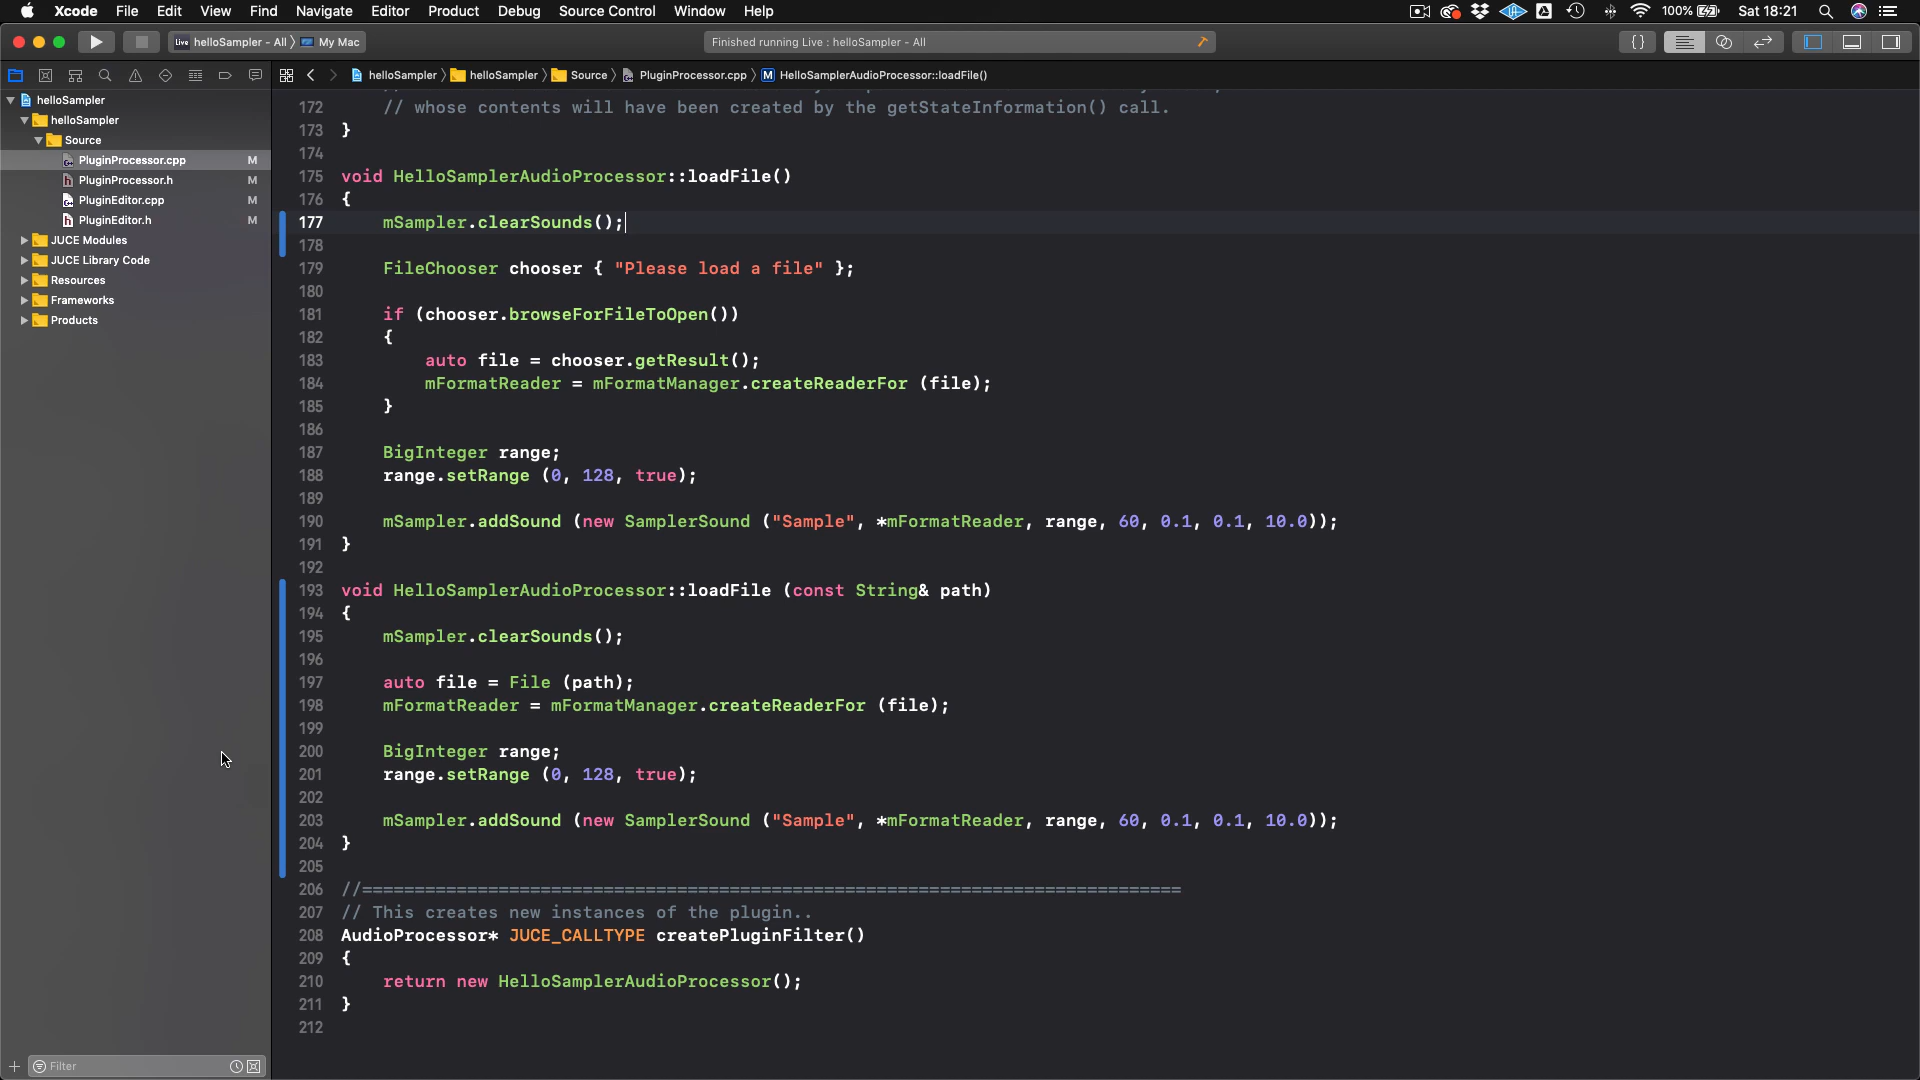 Xcode File Edit View Find Navigate Editor Product Debug Source Control Window Help 100% Sat 18:21
Live helloSampler - All My Mac Finished running Live : helloSampler - All {}
helloSampler helloSampler Source PluginProcessor.cpp M HelloSamplerAudioProcessor::loadFile()
helloSampler
helloSampler
Source
PluginProcessor.cpp M
PluginProcessor.h M
PluginEditor.cpp M
PluginEditor.h M
JUCE Modules
JUCE Library Code
Resources
Frameworks
Products
Filter
172 // whose contents will have been created by the getStateInformation() call.
173 }
174
175 void HelloSamplerAudioProcessor::loadFile()
176 {
177 mSampler.clearSounds();
178
179 FileChooser chooser { "Please load a file" };
180
181 if (chooser.browseForFileToOpen())
182 {
183 auto file = chooser.getResult();
184 mFormatReader = mFormatManager.createReaderFor (file);
185 }
186
187 BigInteger range;
188 range.setRange (0, 128, true);
189
190 mSampler.addSound (new SamplerSound ("Sample", *mFormatReader, range, 60, 0.1, 0.1, 10.0));
191 }
192
193 void HelloSamplerAudioProcessor::loadFile (const String& path)
194 {
195 mSampler.clearSounds();
196
197 auto file = File (path);
198 mFormatReader = mFormatManager.createReaderFor (file);
199
200 BigInteger range;
201 range.setRange (0, 128, true);
202
203 mSampler.addSound (new SamplerSound ("Sample", *mFormatReader, range, 60, 0.1, 0.1, 10.0));
204 }
205
206 //==============================================================================
207 // This creates new instances of the plugin..
208 AudioProcessor* JUCE_CALLTYPE createPluginFilter()
209 {
210 return new HelloSamplerAudioProcessor();
211 }
212